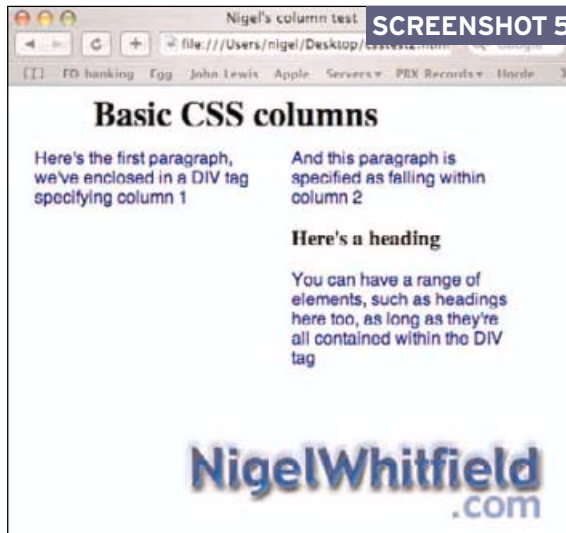 Nigel's column test
SCREENSHOT 5
file:///Users/nigel/Desktop/csstest2.html
FD banking Egg John Lewis Apple Servers PBX Records Horde
Basic CSS columns
Here's the first paragraph,
we've enclosed in a DIV tag
specifying column 1
And this paragraph is
specified as falling within
column 2
Here's a heading
You can have a range of
elements, such as headings
here too, as long as they're
all contained within the DIV
tag
NigelWhitfield
.com